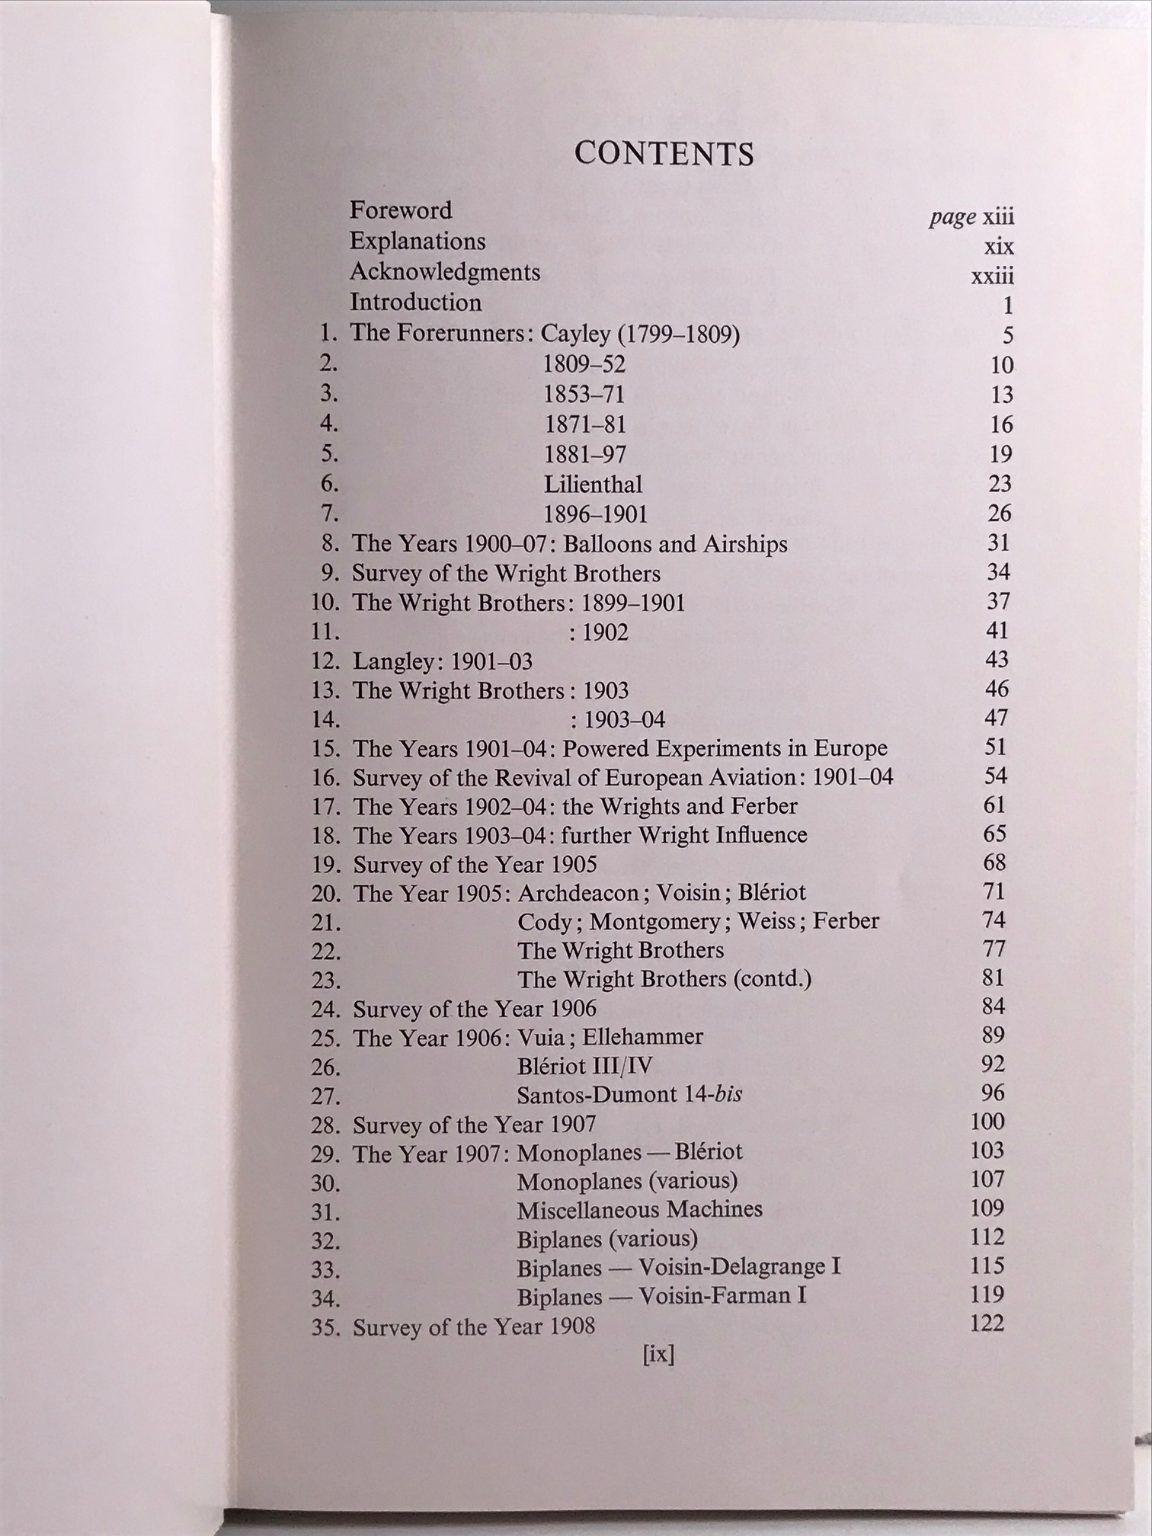 CONTENTS
Foreword page xiii
Explanations xix
Acknowledgments xxiii
Introduction 1
1. The Forerunners: Cayley (1799–1809) 5
2. 1809–52 10
3. 1853–71 13
4. 1871–81 16
5. 1881–97 19
6. Lilienthal 23
7. 1896–1901 26
8. The Years 1900–07: Balloons and Airships 31
9. Survey of the Wright Brothers 34
10. The Wright Brothers: 1899–1901 37
11. : 1902 41
12. Langley: 1901–03 43
13. The Wright Brothers: 1903 46
14. : 1903–04 47
15. The Years 1901–04: Powered Experiments in Europe 51
16. Survey of the Revival of European Aviation: 1901–04 54
17. The Years 1902–04: the Wrights and Ferber 61
18. The Years 1903–04: further Wright Influence 65
19. Survey of the Year 1905 68
20. The Year 1905: Archdeacon; Voisin; Blériot 71
21. Cody; Montgomery; Weiss; Ferber 74
22. The Wright Brothers 77
23. The Wright Brothers (contd.) 81
24. Survey of the Year 1906 84
25. The Year 1906: Vuia; Ellehammer 89
26. Blériot III/IV 92
27. Santos-Dumont 14-bis 96
28. Survey of the Year 1907 100
29. The Year 1907: Monoplanes — Blériot 103
30. Monoplanes (various) 107
31. Miscellaneous Machines 109
32. Biplanes (various) 112
33. Biplanes — Voisin-Delagrange I 115
34. Biplanes — Voisin-Farman I 119
35. Survey of the Year 1908 122
[ix]